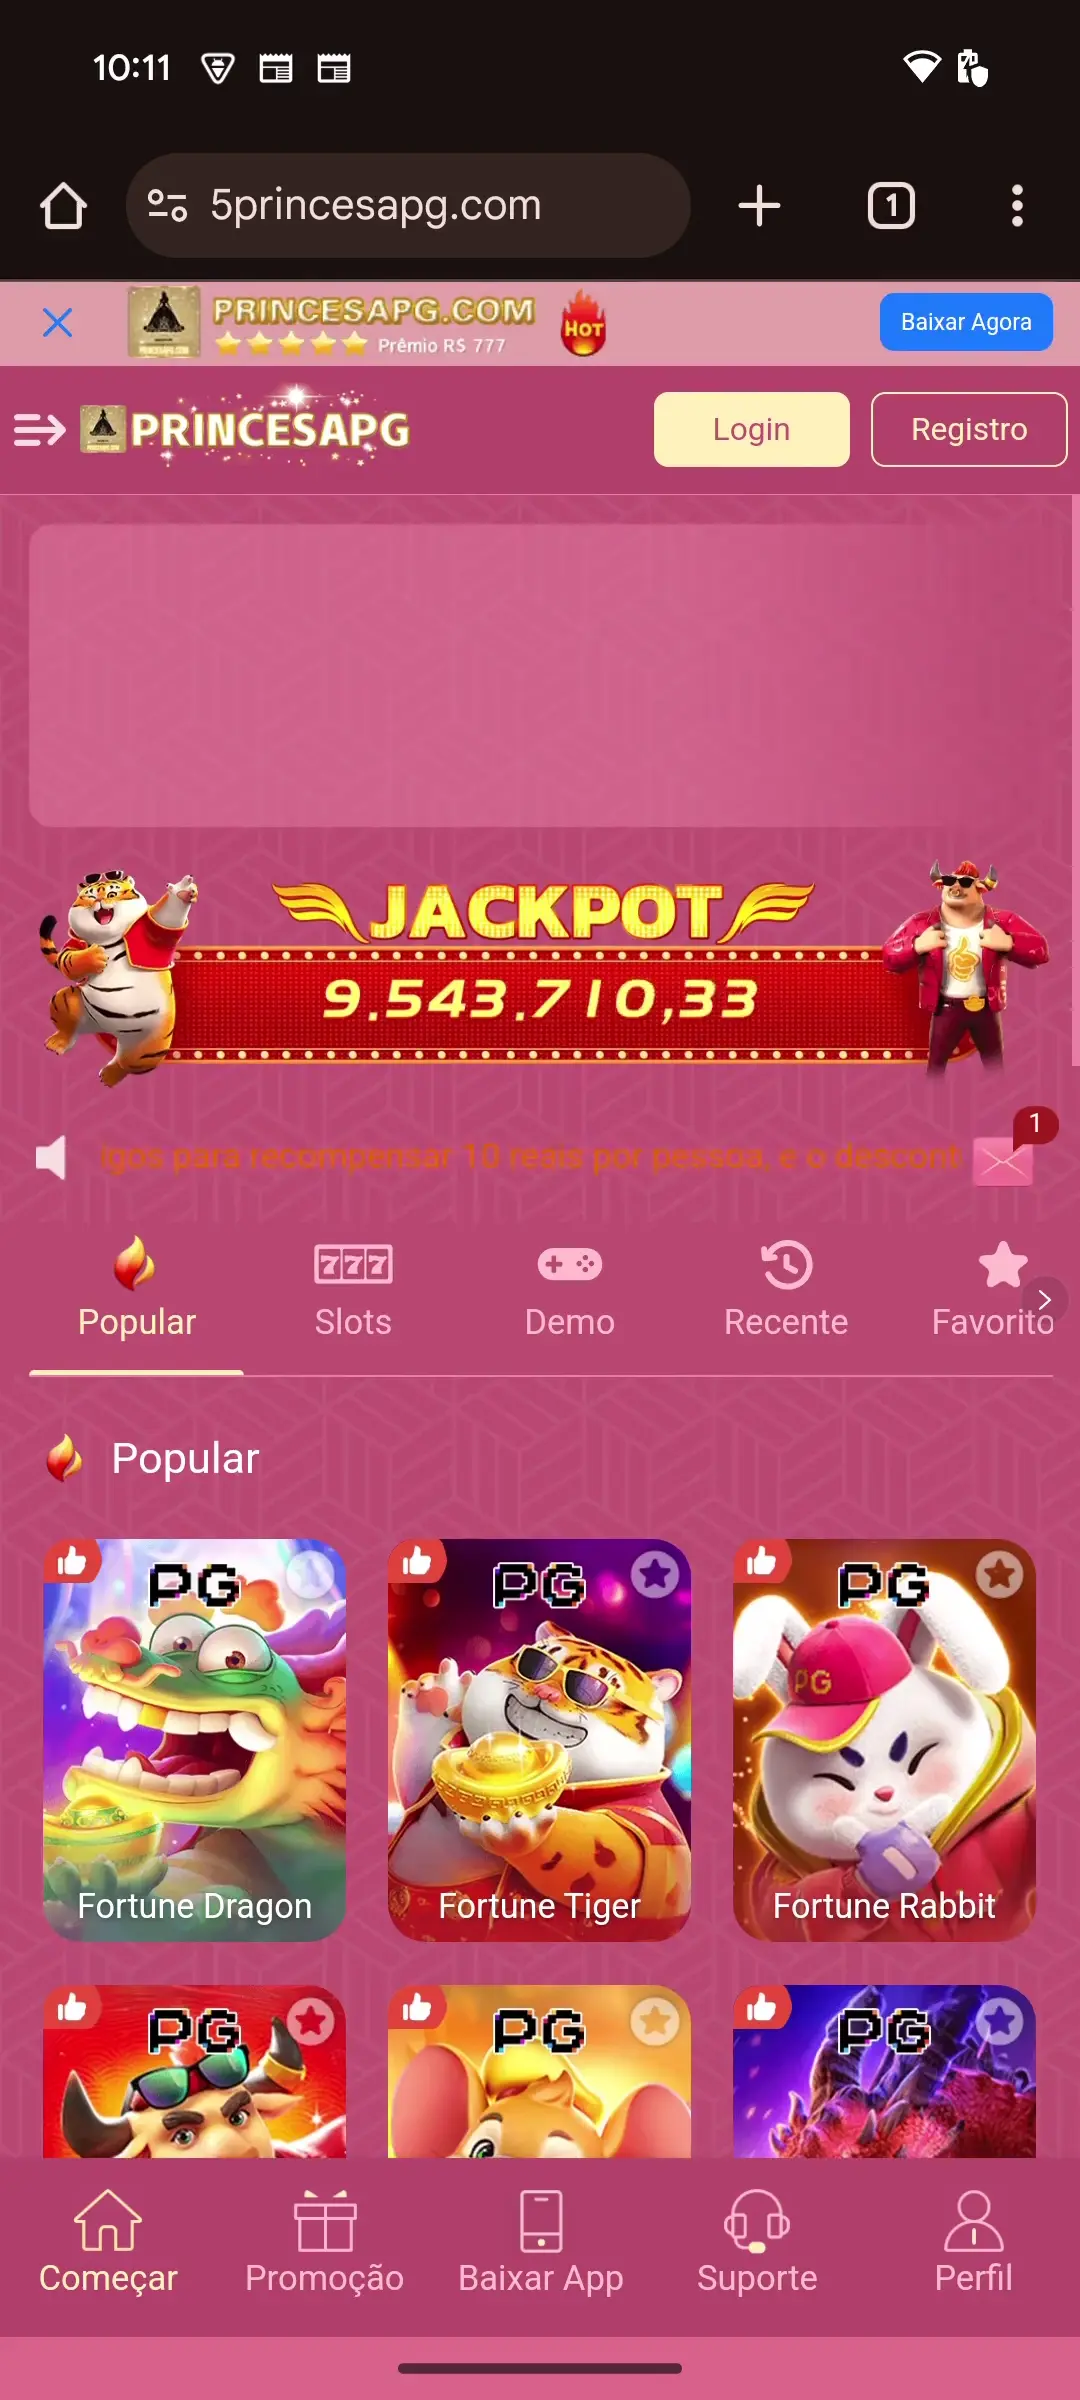 10:11
5princesapg.com
1
PRINCESAPG.COM
Prêmio R$ 777
HOT
Baixar Agora
PRINCESAPG
Login
Registro
JACKPOT
9.543.710,33
igos para recompensar 10 reais por pessoa, e o descont
1
777
Popular
Slots
Demo
Recente
Favorito
Popular
PG
PG
PG
PG
Fortune Dragon
Fortune Tiger
Fortune Rabbit
PG
PG
PG
Começar
Promoção
Baixar App
Suporte
Perfil